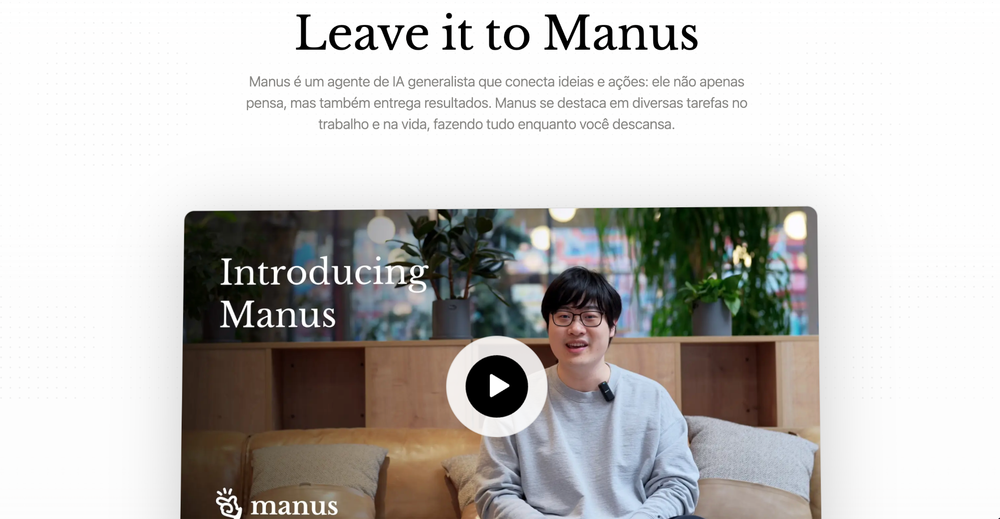 Leave it to Manus
Manus é um agente de IA generalista que conecta ideias e ações: ele não apenas
pensa, mas também entrega resultados. Manus se destaca em diversas tarefas no
trabalho e na vida, fazendo tudo enquanto você descansa.
Introducing
Manus
manus